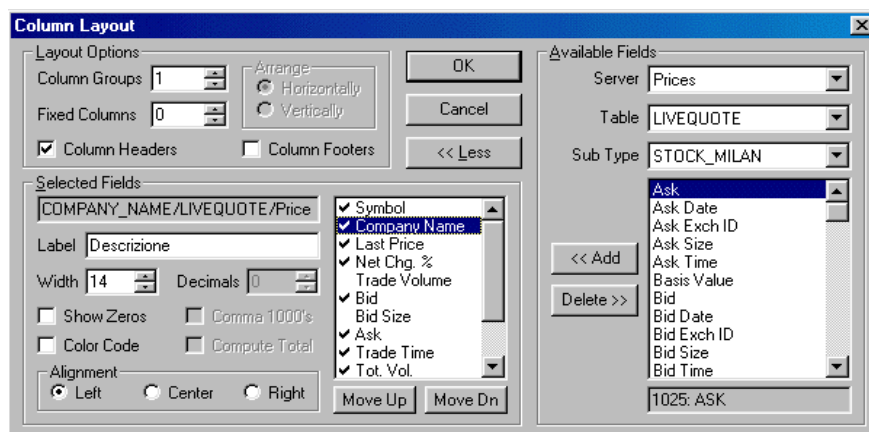 Column Layout
Layout Options
Column Groups 1
Arrange
Horizontally
Vertically
Fixed Columns 0
Column Headers
Column Footers
OK
Cancel
<< Less
Selected Fields
COMPANY_NAME/LIVEQUOTE/Price
Label Descrizione
Width 14 Decimals 0
Show Zeros Comma 1000's
Color Code Compute Total
Alignment
Left Center Right
Symbol
Company Name
Last Price
Net Chg. %
Trade Volume
Bid
Bid Size
Ask
Trade Time
Tot. Vol.
Move Up Move Dn
Available Fields
Server Prices
Table LIVEQUOTE
Sub Type STOCK_MILAN
<< Add
Delete >>
Ask
Ask Date
Ask Exch ID
Ask Size
Ask Time
Basis Value
Bid
Bid Date
Bid Exch ID
Bid Size
Bid Time
1025: ASK